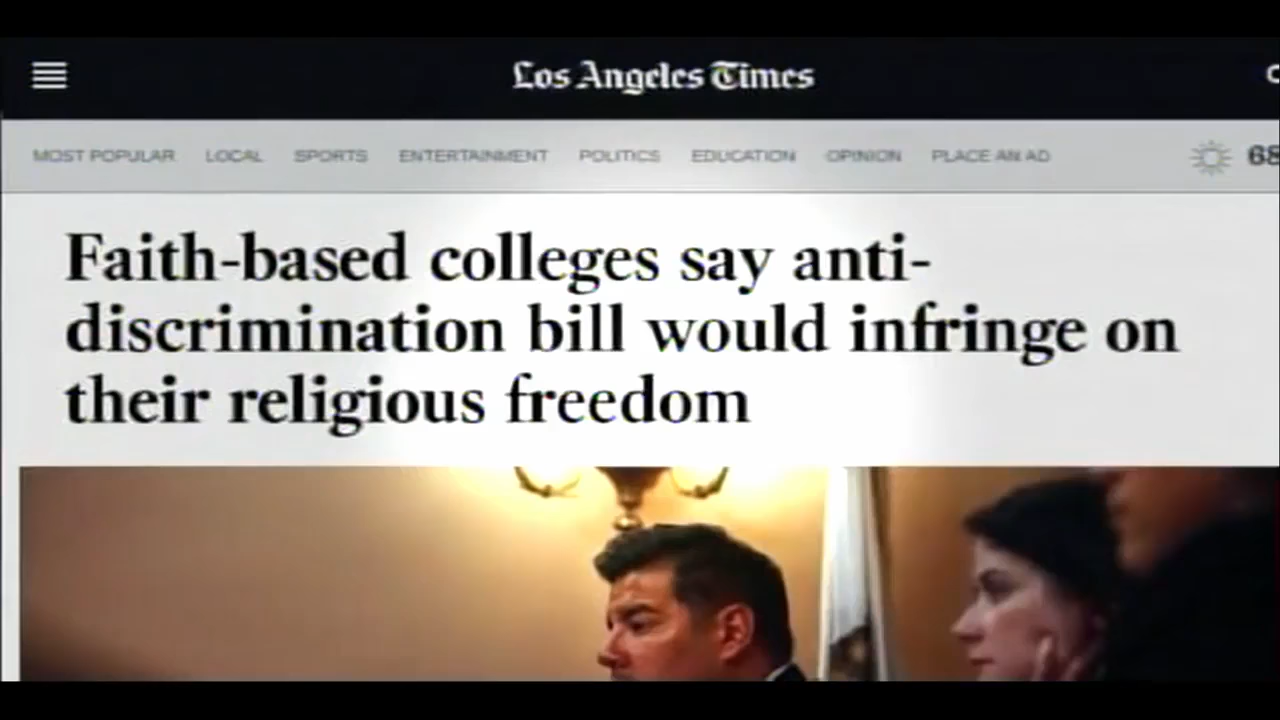 Los Angeles Times
MOST POPULAR LOCAL SPORTS ENTERTAINMENT POLITICS EDUCATION OPINION PLACE AN AD 68
Faith-based colleges say anti-
discrimination bill would infringe on
their religious freedom